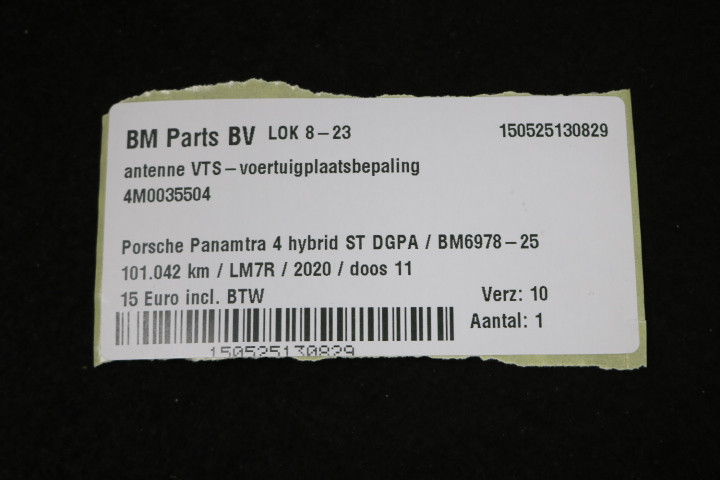 BM Parts BV LOK 8-23 150525130829
antenne VTS-voertuigplaatsbepaling
4M0035504
Porsche Panamtra 4 hybrid ST DGPA / BM6978-25
101.042 km / LM7R / 2020 / doos 11
15 Euro incl. BTW Verz: 10
Aantal: 1
150525130829